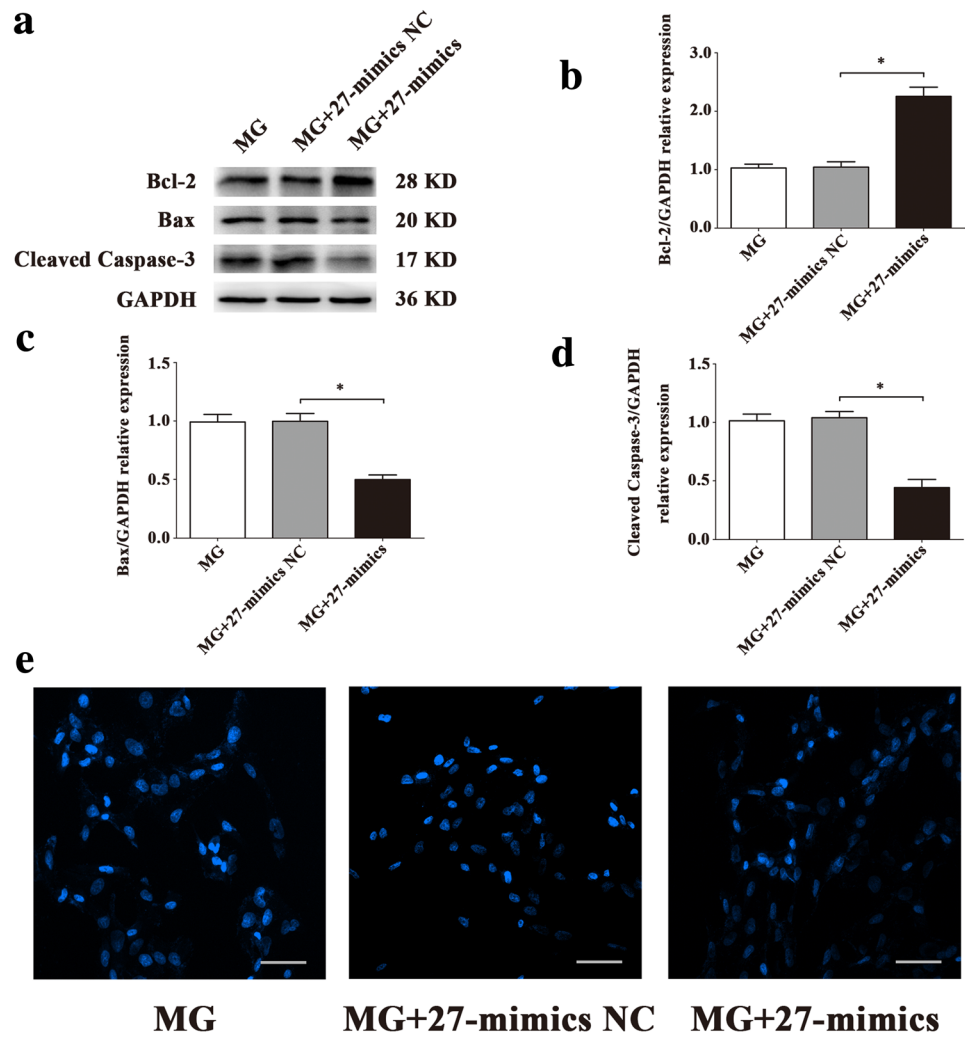 a
MG
MG+27-mimics NC
MG+27-mimics
Bcl-2
28 KD
Bax
20 KD
Cleaved Caspase-3
17 KD
GAPDH
36 KD
b
Bcl-2/GAPDH relative expression
3.0
2.0
1.0
0.0
*
MG
MG+27-mimics NC
MG+27-mimics
c
Bax/GAPDH relative expression
1.5
1.0
0.5
0.0
*
MG
MG+27-mimics NC
MG+27-mimics
d
Cleaved Caspase-3/GAPDH
relative expression
1.5
1.0
0.5
0.0
*
MG
MG+27-mimics NC
MG+27-mimics
e
MG
MG+27-mimics NC
MG+27-mimics